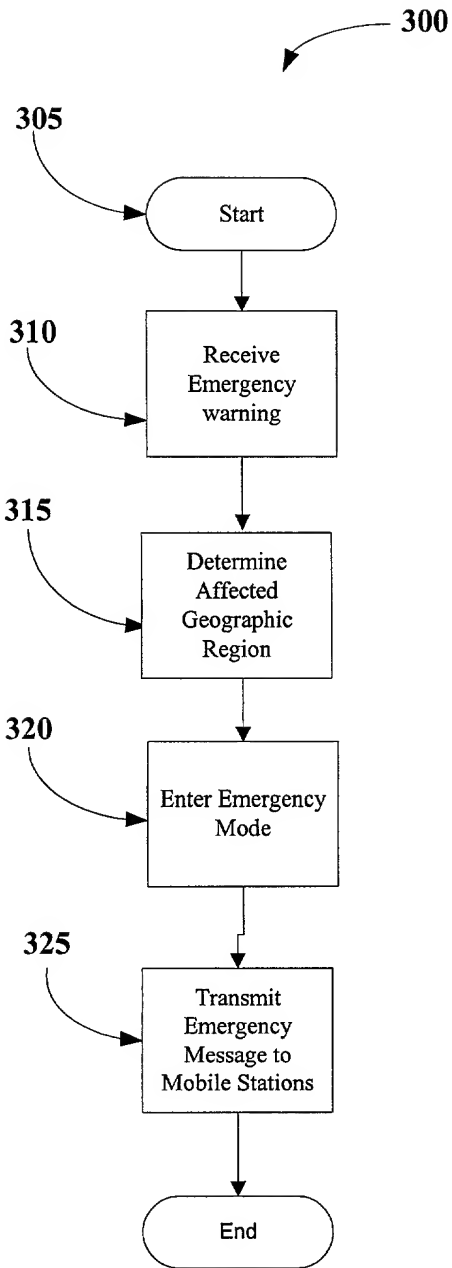 300
305
Start
310
Receive
Emergency
warning
315
Determine
Affected
Geographic
Region
320
Enter Emergency
Mode
325
Transmit
Emergency
Message to
Mobile Stations
End